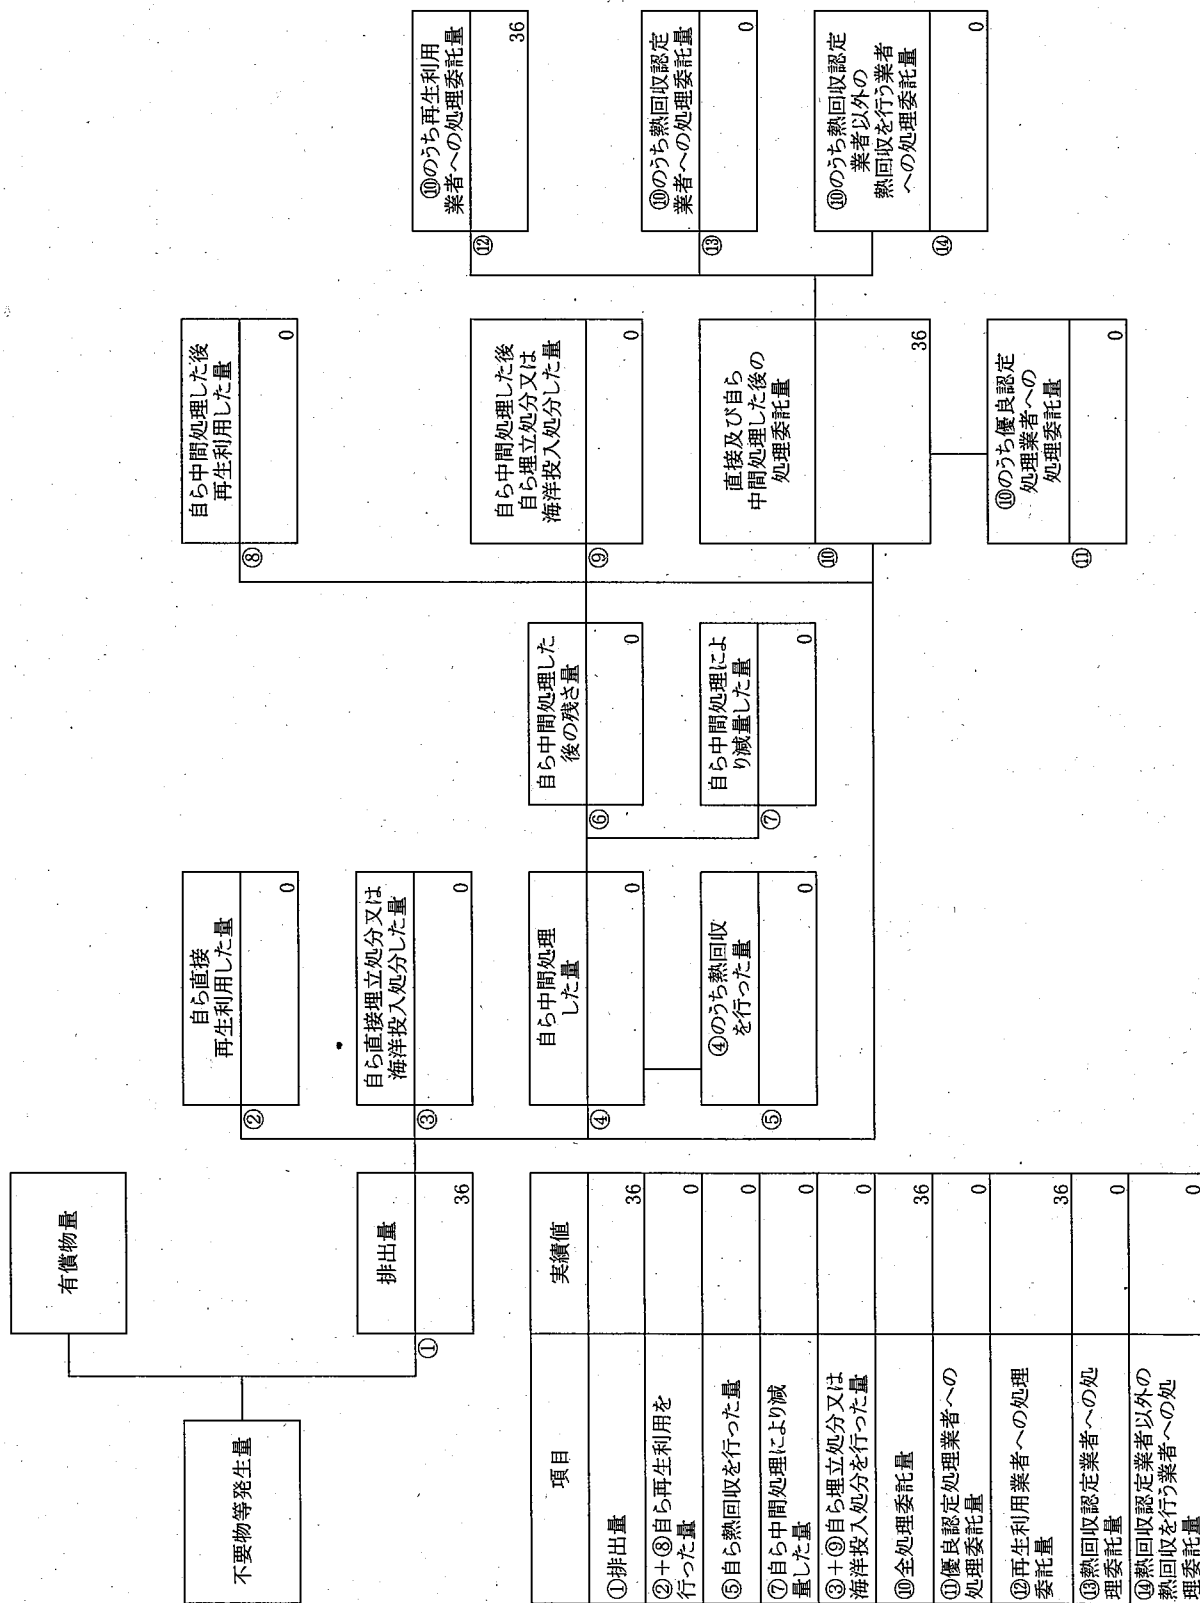 不要物等発生量
有償物量
①
排出量
36
②
自ら直接
再生利用した量
0
③
自ら直接埋立処分又は
海洋投入処分した量
0
④
自ら中間処理
した量
0
⑤
④のうち熱回収
を行った量
0
⑥
自ら中間処理した
後の残さ量
0
⑦
自ら中間処理によ
り減量した量
0
⑧
自ら中間処理した後
再生利用した量
0
⑨
自ら中間処理した後
自ら埋立処分又は
海洋投入処分した量
0
⑩
直接及び自ら
中間処理した後の
処理委託量
36
⑪
⑩のうち優良認定
処理業者への
処理委託量
0
⑫
⑩のうち再生利用
業者への処理委託量
36
⑬
⑩のうち熱回収認定
業者への処理委託量
0
⑭
⑩のうち熱回収認定
業者以外の
熱回収を行う業者
への処理委託量
0
項目 実績値
①排出量 36
②+⑧自ら再生利用を
行った量 0
⑤自ら熱回収を行った量 0
⑦自ら中間処理により減
量した量 0
③+⑨自ら埋立処分又は
海洋投入処分を行った量 0
⑩全処理委託量 36
⑪優良認定処理業者への
処理委託量 0
⑫再生利用業者への処理
委託量 36
⑬熱回収認定業者への処
理委託量 0
⑭熱回収認定業者以外の
熱回収を行う業者への処
理委託量 0